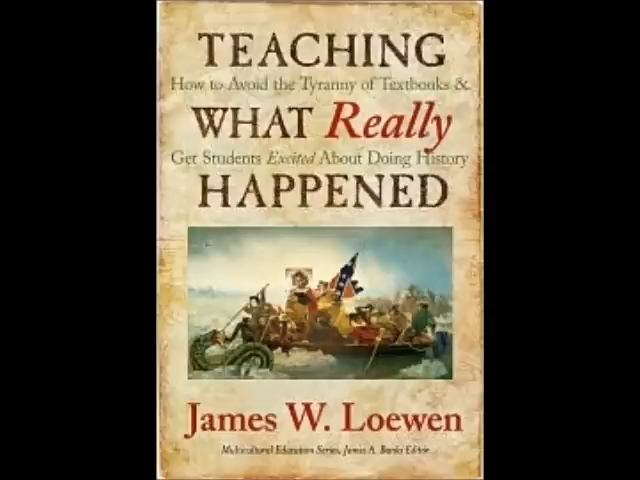 TEACHING
How to Avoid the Tyranny of Textbooks &
WHAT Really
Get Students Excited About Doing History
HAPPENED
James W. Loewen
Multicultural Education Series, James A. Banks Editor